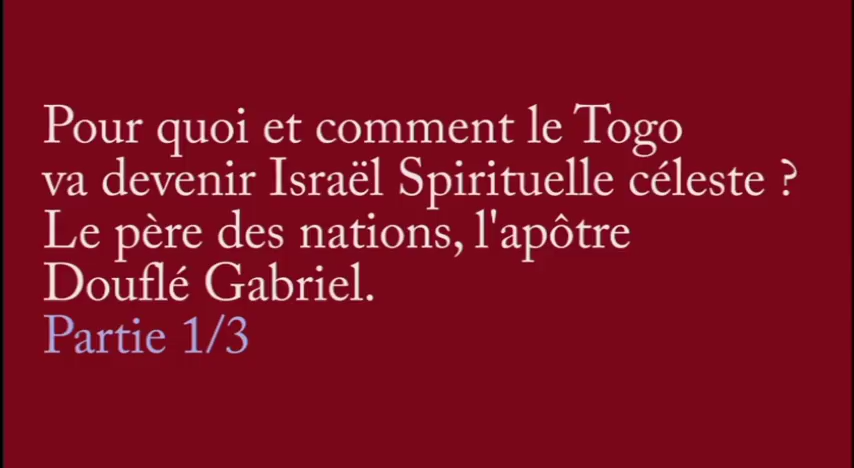 Pour quoi et comment le Togo
va devenir Israël Spirituelle céleste ?
Le père des nations, l'apôtre
Douflé Gabriel.
Partie 1/3